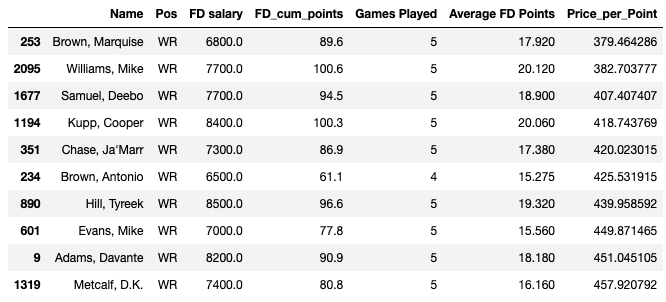 Name Pos FD salary FD_cum_points Games Played Average FD Points Price_per_Point
253 Brown, Marquise WR 6800.0 89.6 5 17.920 379.464286
2095 Williams, Mike WR 7700.0 100.6 5 20.120 382.703777
1677 Samuel, Deebo WR 7700.0 94.5 5 18.900 407.407407
1194 Kupp, Cooper WR 8400.0 100.3 5 20.060 418.743769
351 Chase, Ja'Marr WR 7300.0 86.9 5 17.380 420.023015
234 Brown, Antonio WR 6500.0 61.1 4 15.275 425.531915
890 Hill, Tyreek WR 8500.0 96.6 5 19.320 439.958592
601 Evans, Mike WR 7000.0 77.8 5 15.560 449.871465
9 Adams, Davante WR 8200.0 90.9 5 18.180 451.045105
1319 Metcalf, D.K. WR 7400.0 80.8 5 16.160 457.920792